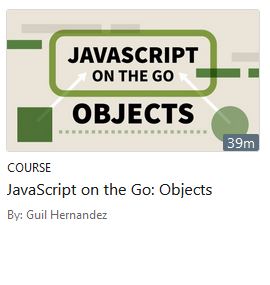 JAVASCRIPT
ON THE GO
OBJECTS
39m
COURSE
JavaScript on the Go: Objects
By: Guil Hernandez